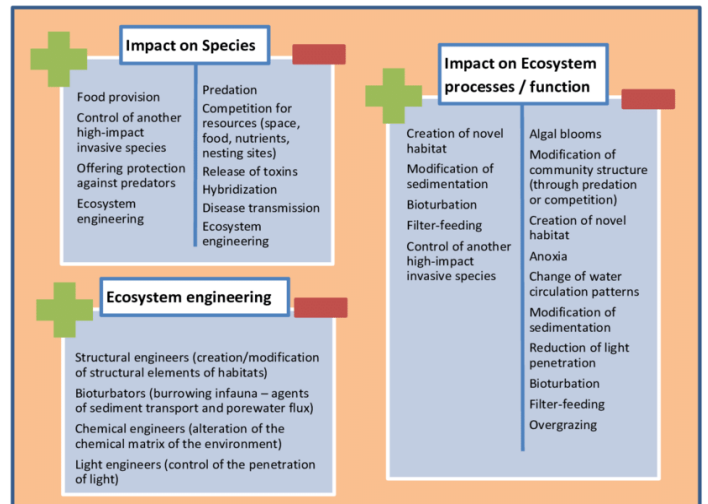 Impact on Species
Food provision
Control of another
high-impact
invasive species
Offering protection
against predators
Ecosystem
engineering
Predation
Competition for
resources (space,
food, nutrients,
nesting sites)
Release of toxins
Hybridization
Disease transmission
Ecosystem
engineering
Impact on Ecosystem
processes / function
Creation of novel
habitat
Modification of
sedimentation
Bioturbation
Filter-feeding
Control of another
high-impact
invasive species
Algal blooms
Modification of
community structure
(through predation
or competition)
Creation of novel
habitat
Anoxia
Change of water
circulation patterns
Modification of
sedimentation
Reduction of light
penetration
Bioturbation
Filter-feeding
Overgrazing
Ecosystem engineering
Structural engineers (creation/modification
of structural elements of habitats)
Bioturbators (burrowing infauna – agents
of sediment transport and porewater flux)
Chemical engineers (alteration of the
chemical matrix of the environment)
Light engineers (control of the penetration
of light)